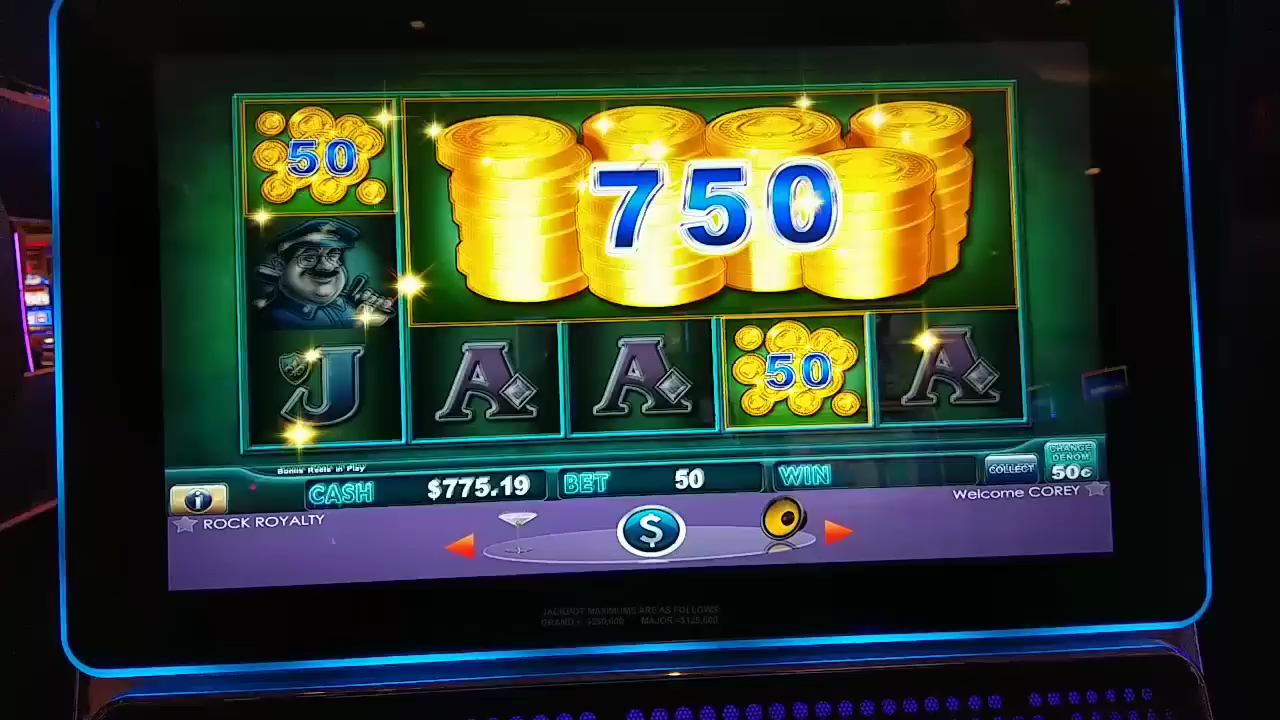 50
750
J
A
A
50
A
Bonus Reels in Play
CASH $775.19 BET 50 WIN COLLECT CHANGE DENOM 50¢
ROCK ROYALTY
$
Welcome COREY
JACKPOT MAXIMUMS ARE AS FOLLOWS